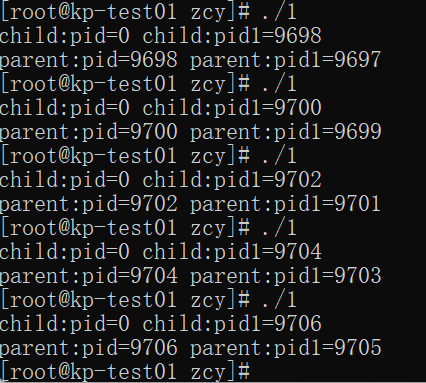 [root@kp-test01 zcy]# ./1
child:pid=0 child:pid1=9698
parent:pid=9698 parent:pid1=9697
[root@kp-test01 zcy]# ./1
child:pid=0 child:pid1=9700
parent:pid=9700 parent:pid1=9699
[root@kp-test01 zcy]# ./1
child:pid=0 child:pid1=9702
parent:pid=9702 parent:pid1=9701
[root@kp-test01 zcy]# ./1
child:pid=0 child:pid1=9704
parent:pid=9704 parent:pid1=9703
[root@kp-test01 zcy]# ./1
child:pid=0 child:pid1=9706
parent:pid=9706 parent:pid1=9705
[root@kp-test01 zcy]#